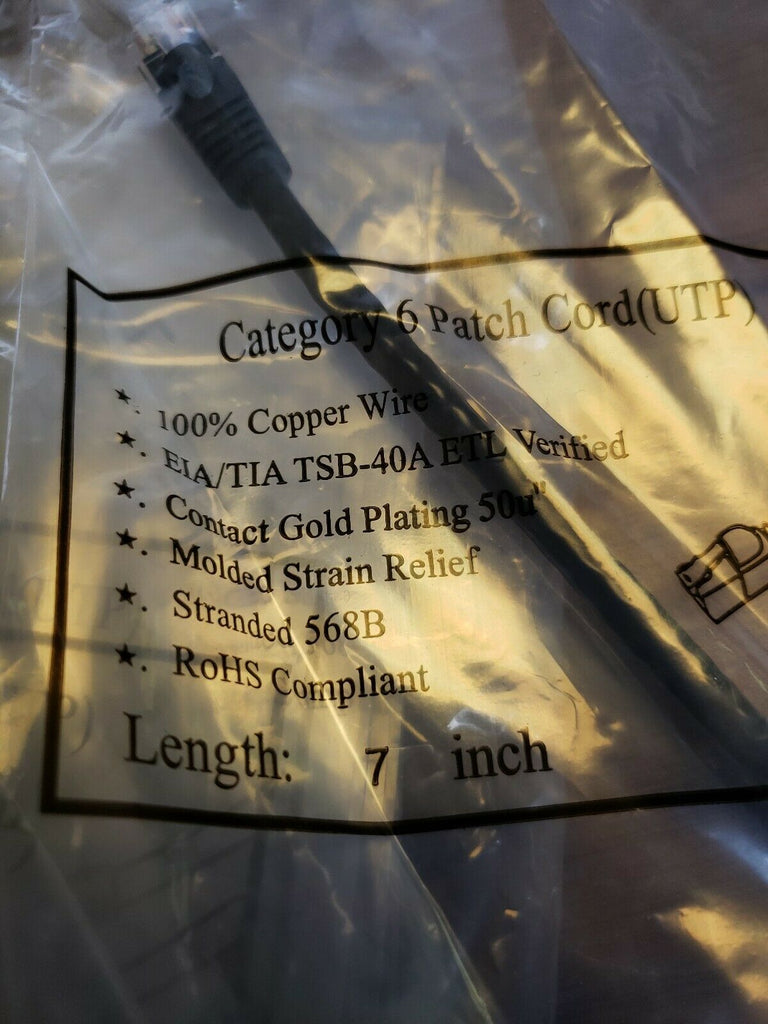 Category 6 Patch Cord(UTP)
★. 100% Copper Wire
★. EIA/TIA TSB-40A ETL Verified
★. Contact Gold Plating 50u"
★. Molded Strain Relief
★. Stranded 568B
★. RoHS Compliant
Length: 7 inch